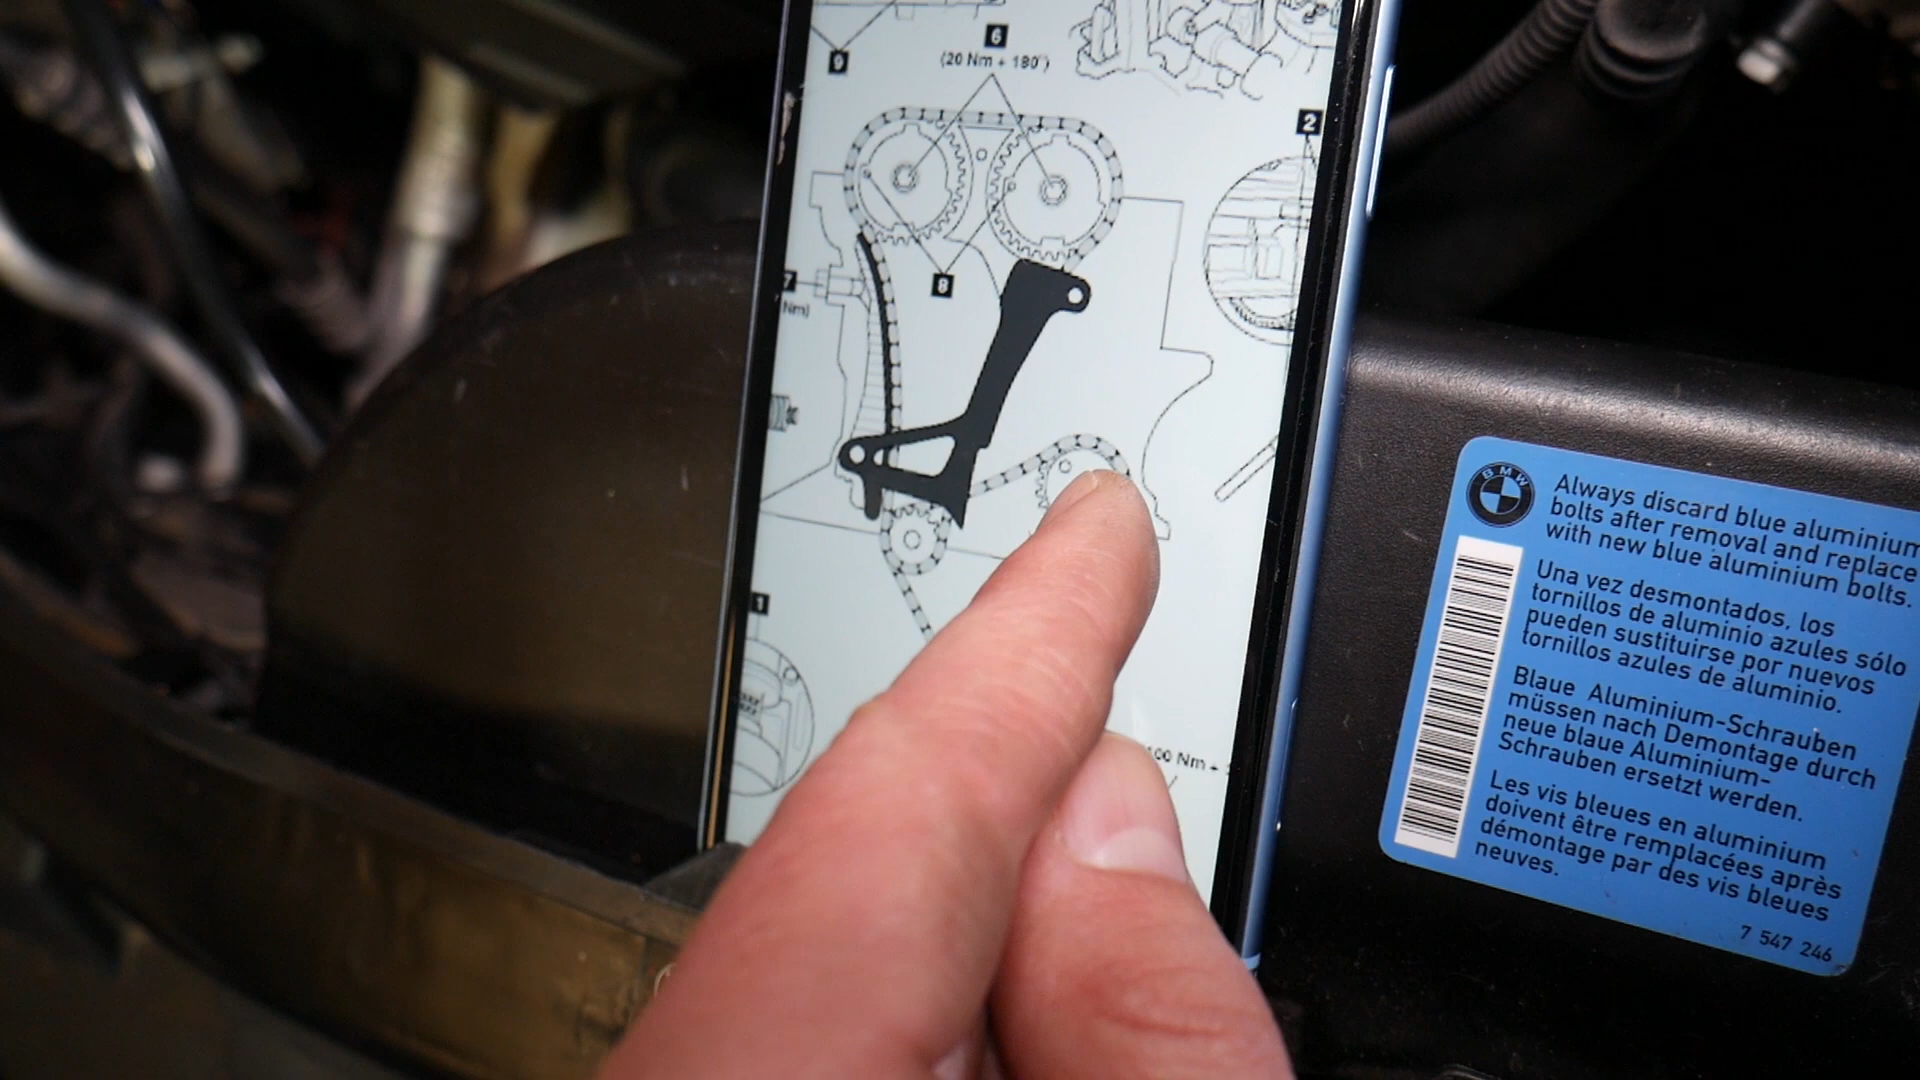 9
6
(20 Nm + 180°)
2
8
7
Nm)
1
00 Nm +
BMW
Always discard blue aluminium
bolts after removal and replace
with new blue aluminium bolts.
Una vez desmontados, los
tornillos de aluminio azules sólo
pueden sustituirse por nuevos
tornillos azules de aluminio.
Blaue Aluminium-Schrauben
müssen nach Demontage durch
neue blaue Aluminium-
Schrauben ersetzt werden.
Les vis bleues en aluminium
doivent être remplacées après
démontage par des vis bleues
neuves.
7 547 246